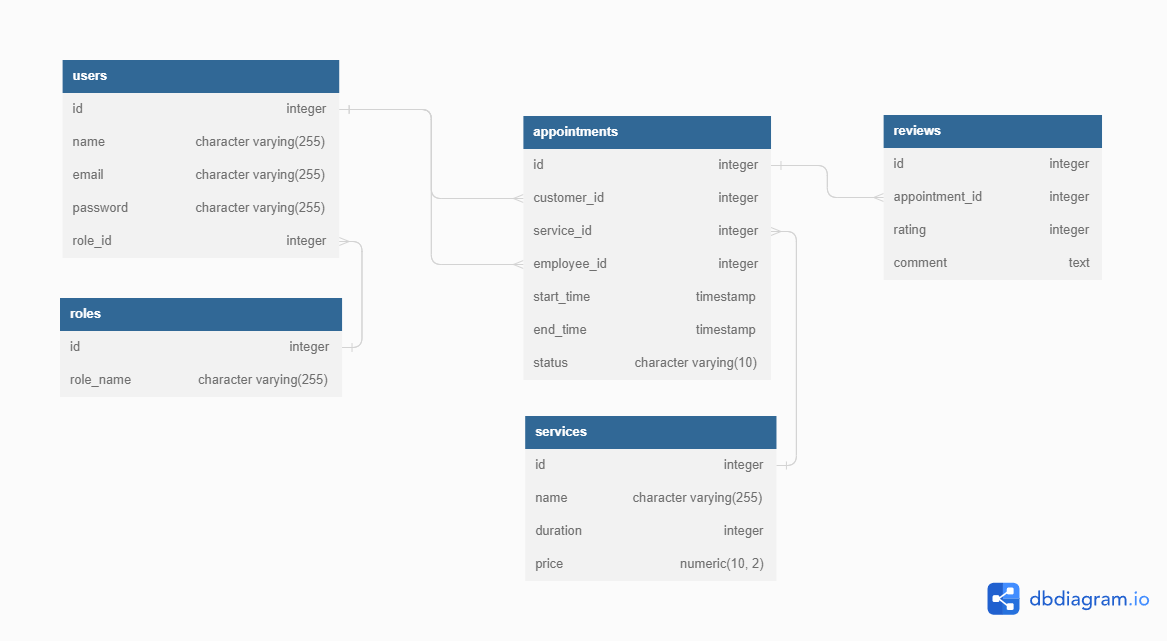 users
id integer
name character varying(255)
email character varying(255)
password character varying(255)
role_id integer
roles
id integer
role_name character varying(255)
appointments
id integer
customer_id integer
service_id integer
employee_id integer
start_time timestamp
end_time timestamp
status character varying(10)
services
id integer
name character varying(255)
duration integer
price numeric(10, 2)
reviews
id integer
appointment_id integer
rating integer
comment text
dbdiagram.io